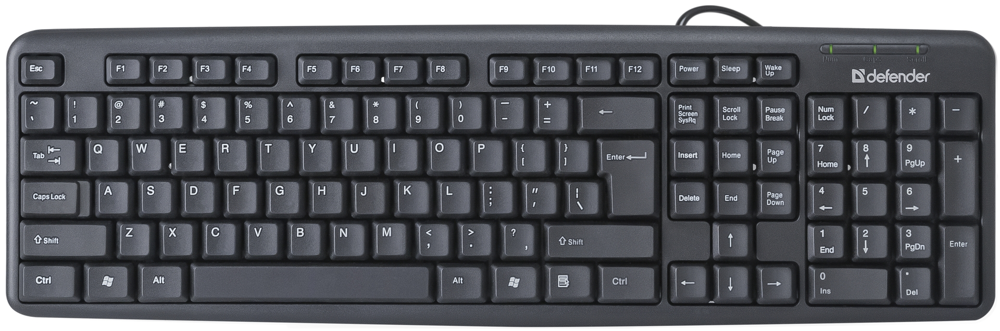 Num Caps Scroll
defender
Esc F1 F2 F3 F4 F5 F6 F7 F8 F9 F10 F11 F12 Power Sleep Wake
Up
~ ! @ # $ % ^ & * ( ) — +
` 1 2 3 4 5 6 7 8 9 0 - = ←
Print
Screen
SysRq
Scroll
Lock
Pause
Break
Num
Lock
/ * −
Tab Q W E R T Y U I O P { }
[ ]
Enter
Insert Home Page
Up
7
Home
8
↑
9
PgUp
+
Caps Lock A S D F G H J K L :
;
"
,
¦
\
Delete End Page
Down
4
←
5
6
→
Shift Z X C V B N M <
,
>
.
?
,
Shift
↑
1
End
2
↓
3
PgDn
Enter
Ctrl Alt Alt Ctrl
← ↓ →
0
Ins
.
Del